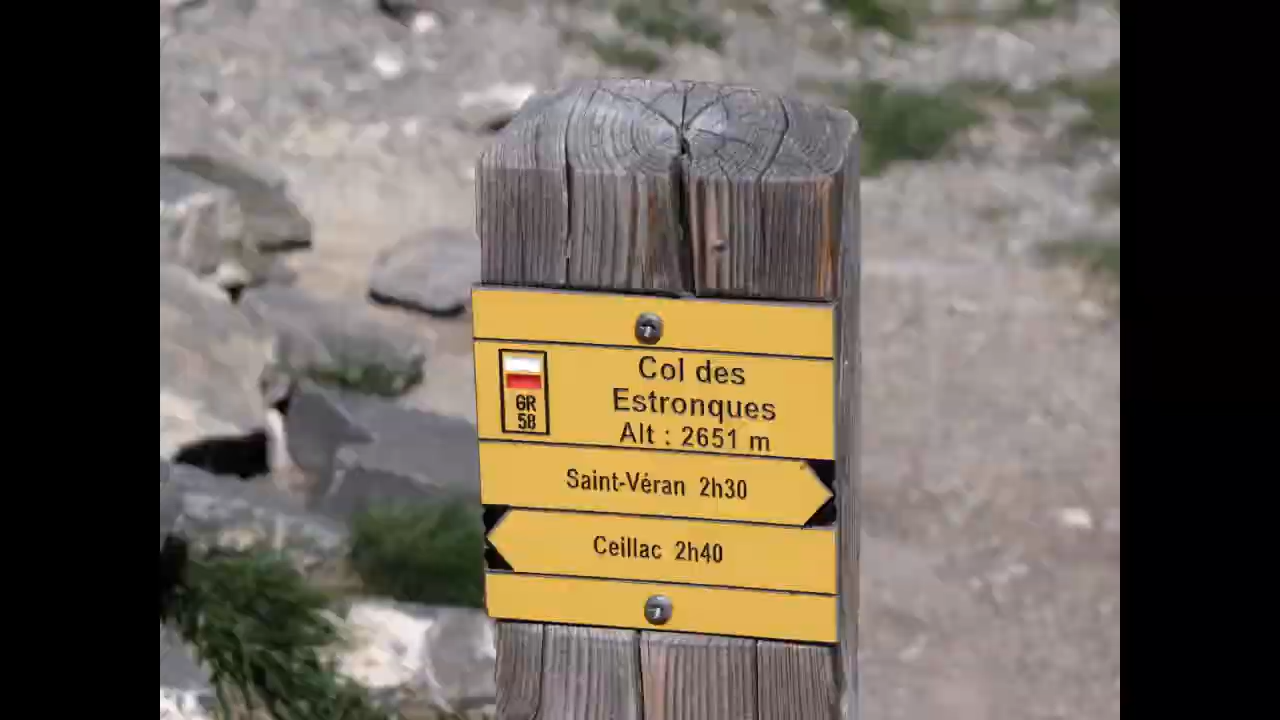 GR
58
Col des
Estronques
Alt : 2651 m
Saint-Véran 2h30
Ceillac 2h40